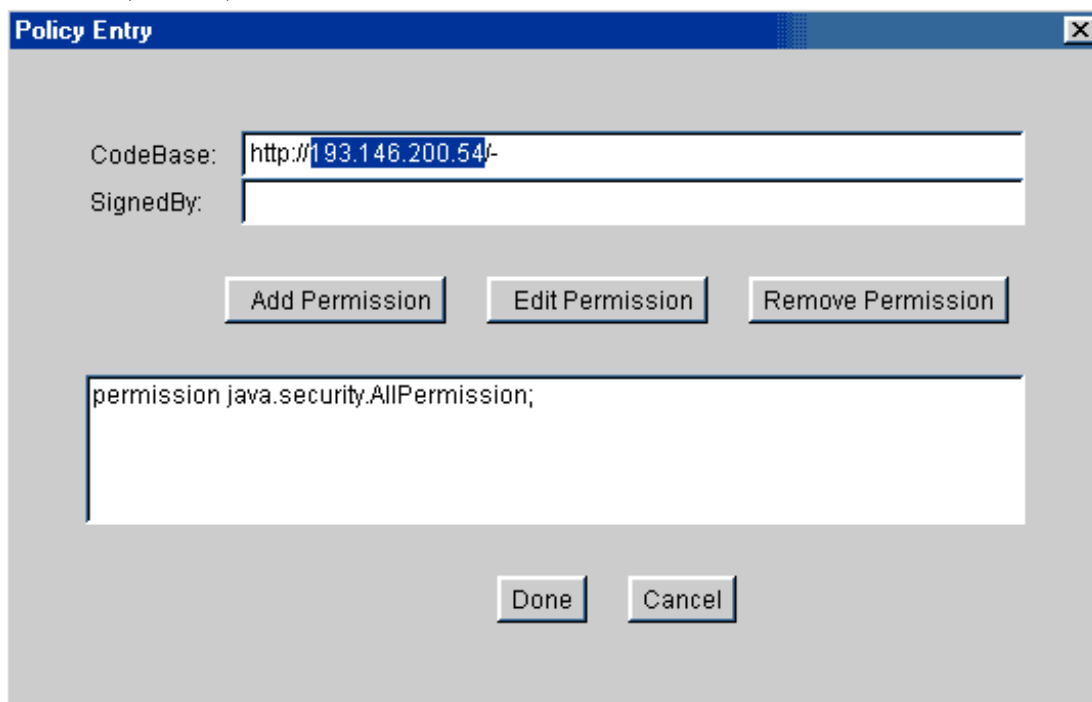 Policy Entry
CodeBase: http://193.146.200.54/-
SignedBy:
Add Permission Edit Permission Remove Permission
permission java.security.AllPermission;
Done Cancel